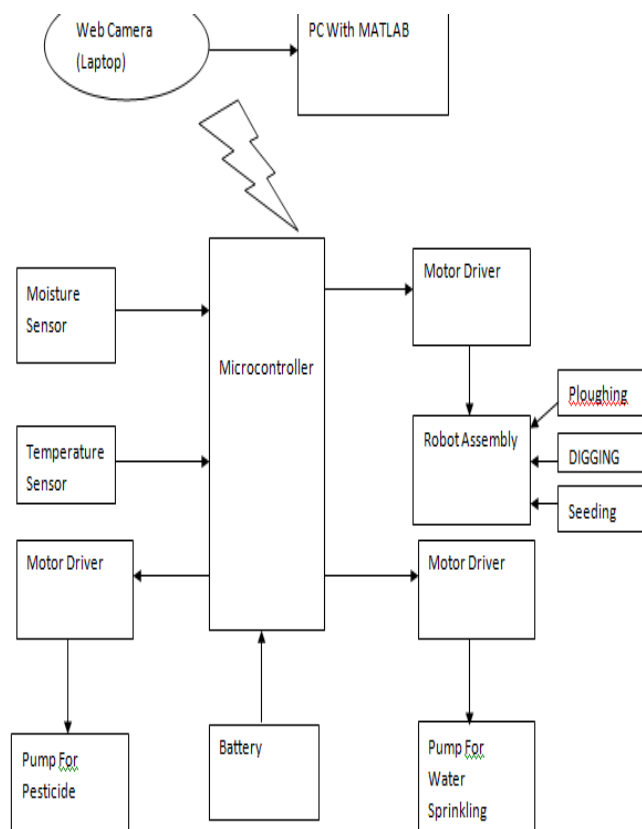 Web Camera
(Laptop)
PC With MATLAB
Moisture
Sensor
Microcontroller
Motor Driver
Ploughing
Temperature
Sensor
Robot Assembly
DIGGING
Seeding
Motor Driver
Motor Driver
Pump For
Pesticide
Battery
Pump For
Water
Sprinkling